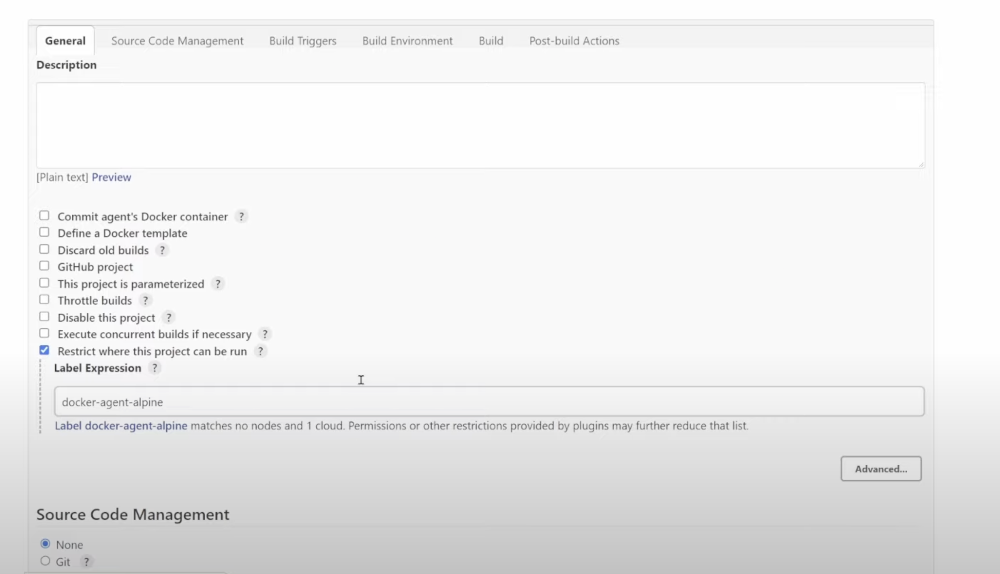 General Source Code Management Build Triggers Build Environment Build Post-build Actions
Description
[Plain text] Preview
Commit agent's Docker container ?
Define a Docker template
Discard old builds ?
GitHub project
This project is parameterized ?
Throttle builds ?
Disable this project ?
Execute concurrent builds if necessary ?
Restrict where this project can be run ?
Label Expression ?
docker-agent-alpine
Label docker-agent-alpine matches no nodes and 1 cloud. Permissions or other restrictions provided by plugins may further reduce that list.
Advanced...
Source Code Management
None
Git ?